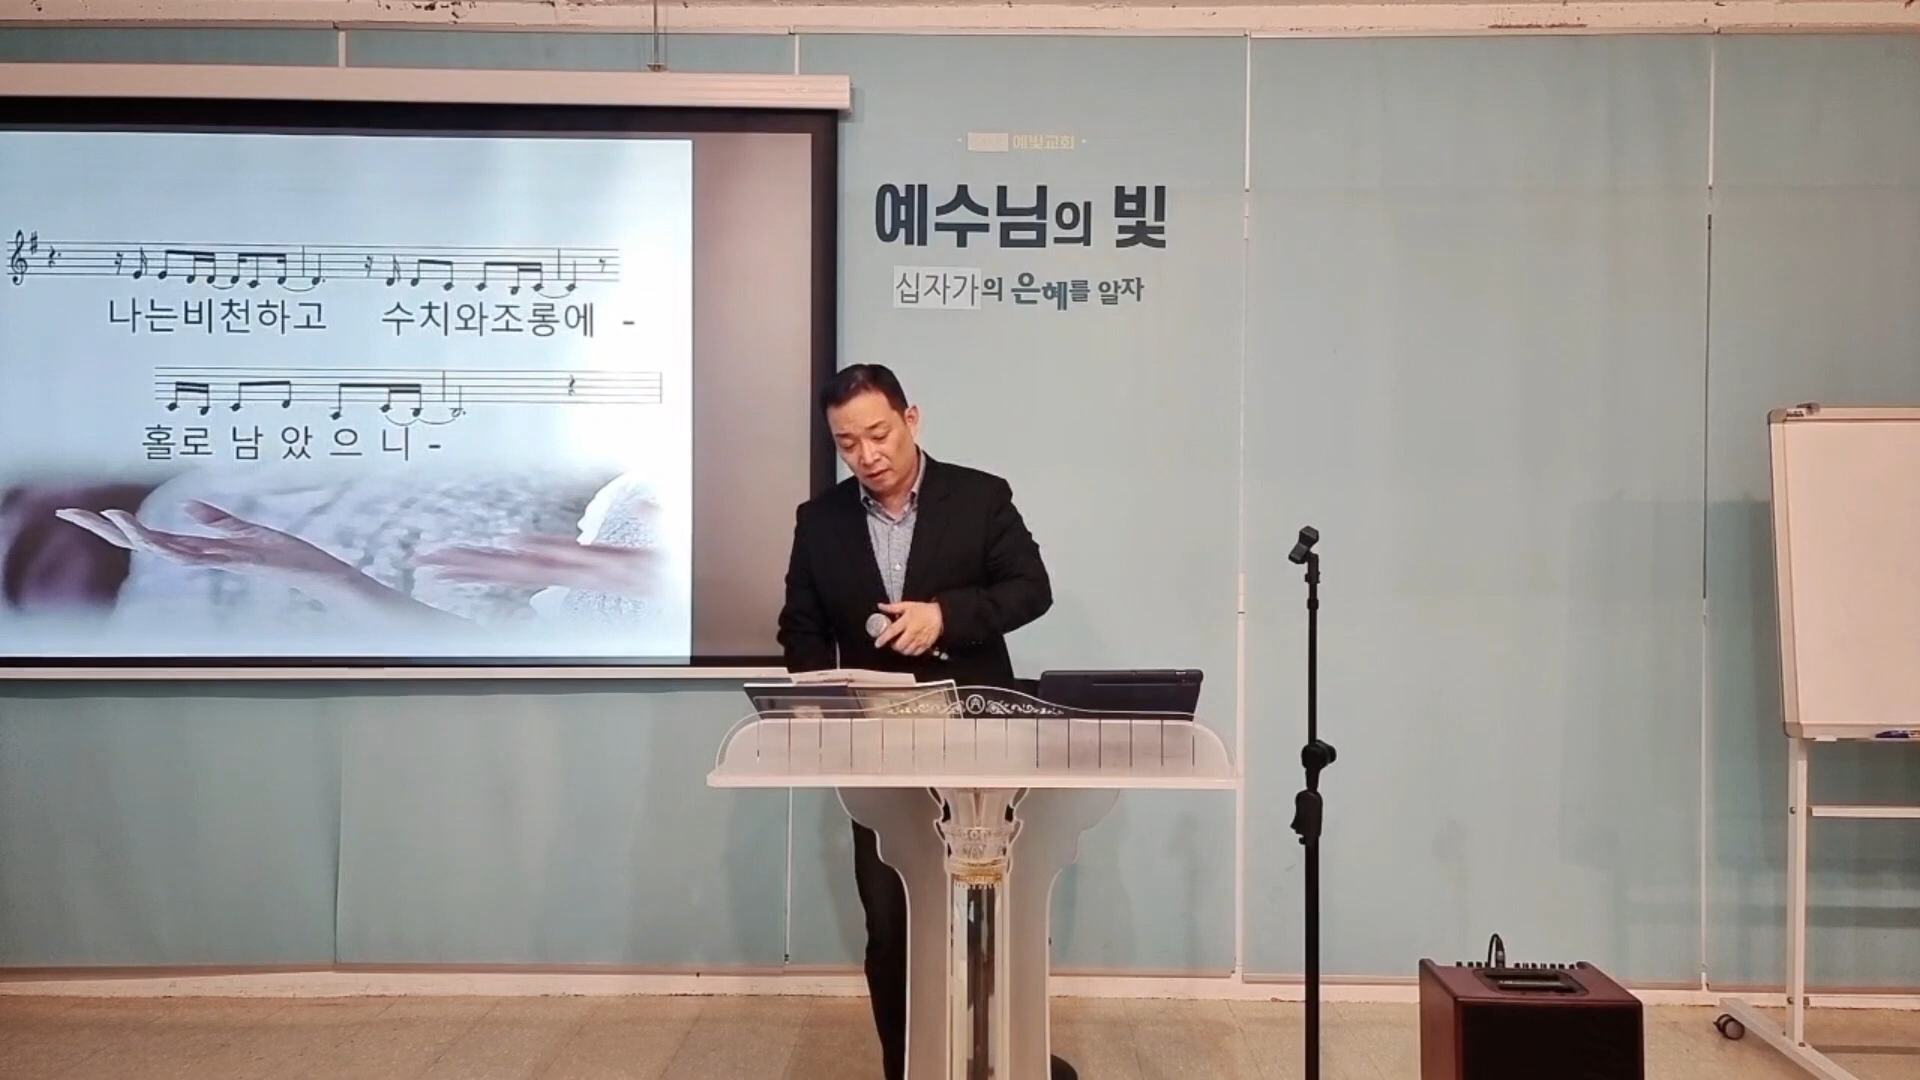 나는비천하고 수치와조롱에 -
홀로 남 았 으 니 -
예빛교회
예수님의 빛
십자가의 은혜를 알자